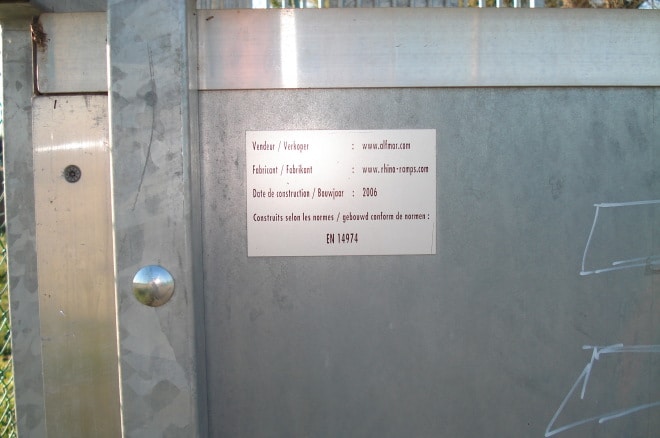 Vendeur / Verkoper : www.alfmar.com
Fabricant / Fabrikant : www.rhino-ramps.com
Date de construction / Bouwjaar : 2006
Construits selon les normes / gebouwd conform de normen :
EN 14974